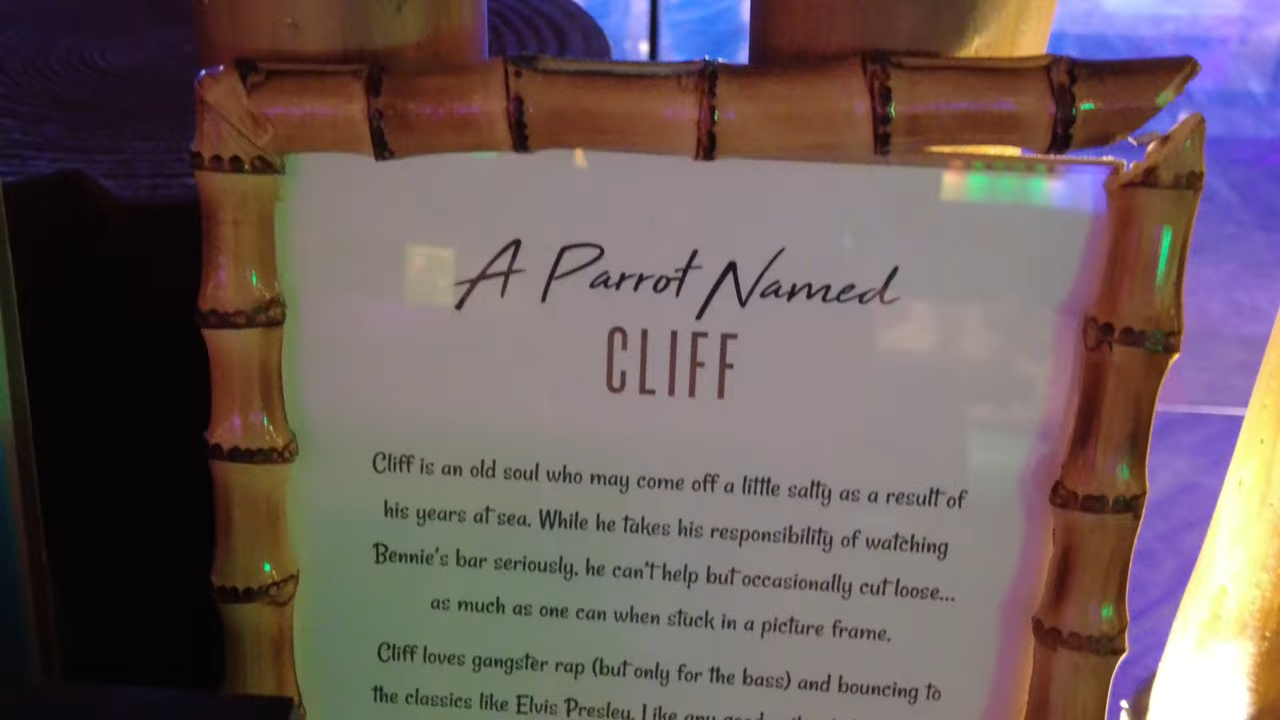 A Parrot Named
CLIFF
Cliff is an old soul who may come off a little salty as a result of
his years at sea. While he takes his responsibility of watching
Bennie's bar seriously, he can't help but occasionally cut loose...
as much as one can when stuck in a picture frame.
Cliff loves gangster rap (but only for the bass) and bouncing to
the classics like Elvis Presley. Like any